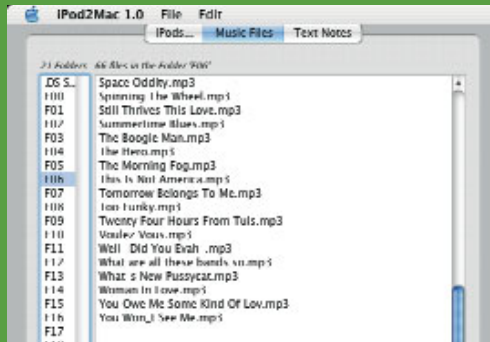 iPod2Mac 1.0 File Edit
iPods... Music Files Text Notes
21 Folders 66 files in the Folder 'F06'
.DS S... Space Oddity.mp3
F00 Spinning The Wheel.mp3
F01 Still Thrives This Love.mp3
F02 Summertime Blues.mp3
F03 The Boogie Man.mp3
F04 The Hero.mp3
F05 The Morning Fog.mp3
F06 This Is Not America.mp3
F07 Tomorrow Belongs To Me.mp3
F08 Too Funky.mp3
F09 Twenty Four Hours From Tuls.mp3
F10 Voulez Vous.mp3
F11 Well Did You Evah .mp3
F12 What are all these bands so.mp3
F13 What s New Pussycat.mp3
F14 Woman In Love.mp3
F15 You Owe Me Some Kind Of Lov.mp3
F16 You Won_t See Me.mp3
F17